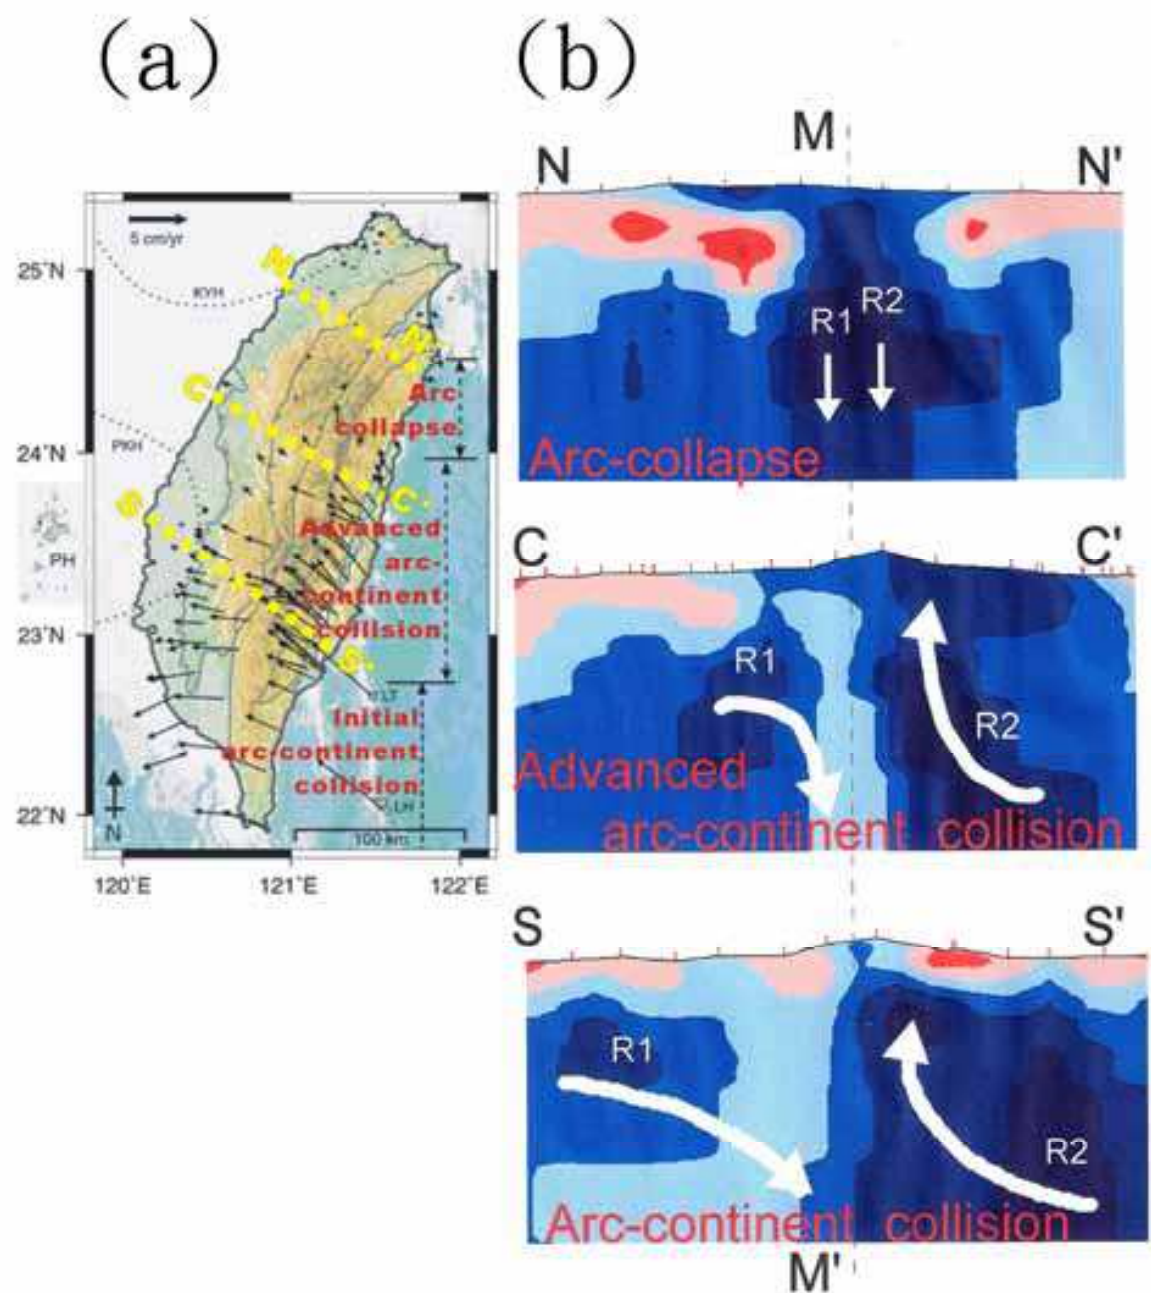 (a)
(b)
M
N
N'
5 cm/yr
25°N
24°N
23°N
22°N
120°E
121°E
122°E
KYH
PKH
PH
N
C
C'
S
S'
Arc
collapse
Advanced
arc-
continent
collision
Initial
arc-continent
collision
LT
LH
N
100 km
R1
R2
Arc-collapse
C
C'
R1
R2
Advanced
arc-continent collision
S
S'
R1
R2
Arc-continent collision
M'